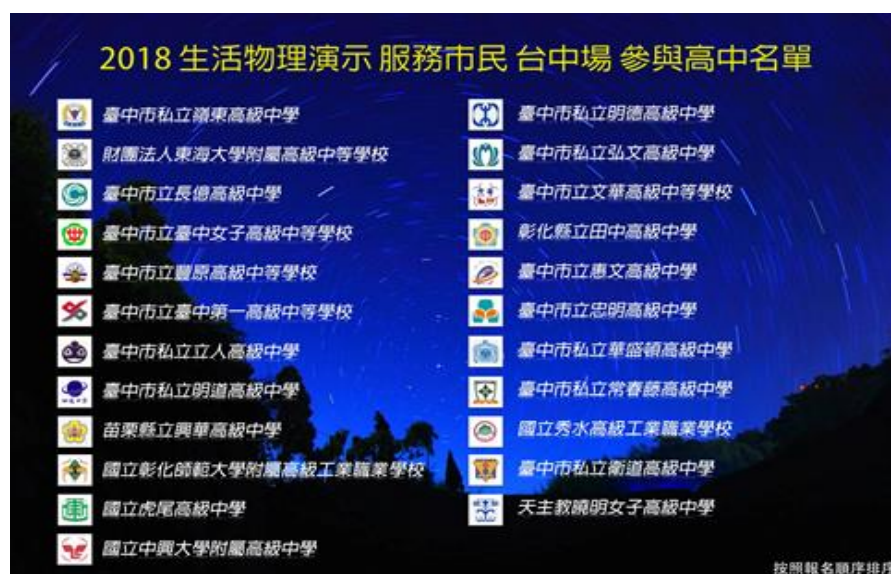 2018 生活物理演示 服務市民 台中場 參與高中名單
臺中市私立嶺東高級中學
財團法人東海大學附屬高級中等學校
臺中市立長億高級中學
臺中市立臺中女子高級中等學校
臺中市立豐原高級中等學校
臺中市立臺中第一高級中等學校
臺中市私立立人高級中學
臺中市私立明道高級中學
苗栗縣立興華高級中學
國立彰化師範大學附屬高級工業職業學校
國立虎尾高級中學
國立中興大學附屬高級中學
臺中市私立明德高級中學
臺中市私立弘文高級中學
臺中市立文華高級中等學校
彰化縣立田中高級中學
臺中市立惠文高級中學
臺中市立忠明高級中學
臺中市私立華盛頓高級中學
臺中市私立常春藤高級中學
國立秀水高級工業職業學校
臺中市私立衛道高級中學
天主教曉明女子高級中學
按照報名順序排序